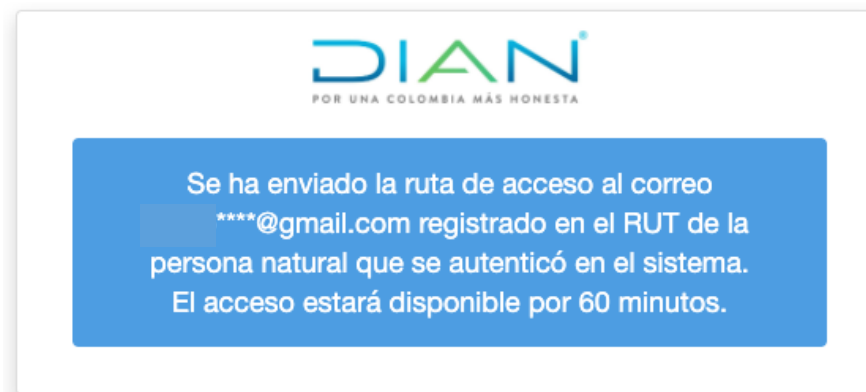 DIAN®
POR UNA COLOMBIA MÁS HONESTA
Se ha enviado la ruta de acceso al correo
****@gmail.com registrado en el RUT de la
persona natural que se autenticó en el sistema.
El acceso estará disponible por 60 minutos.